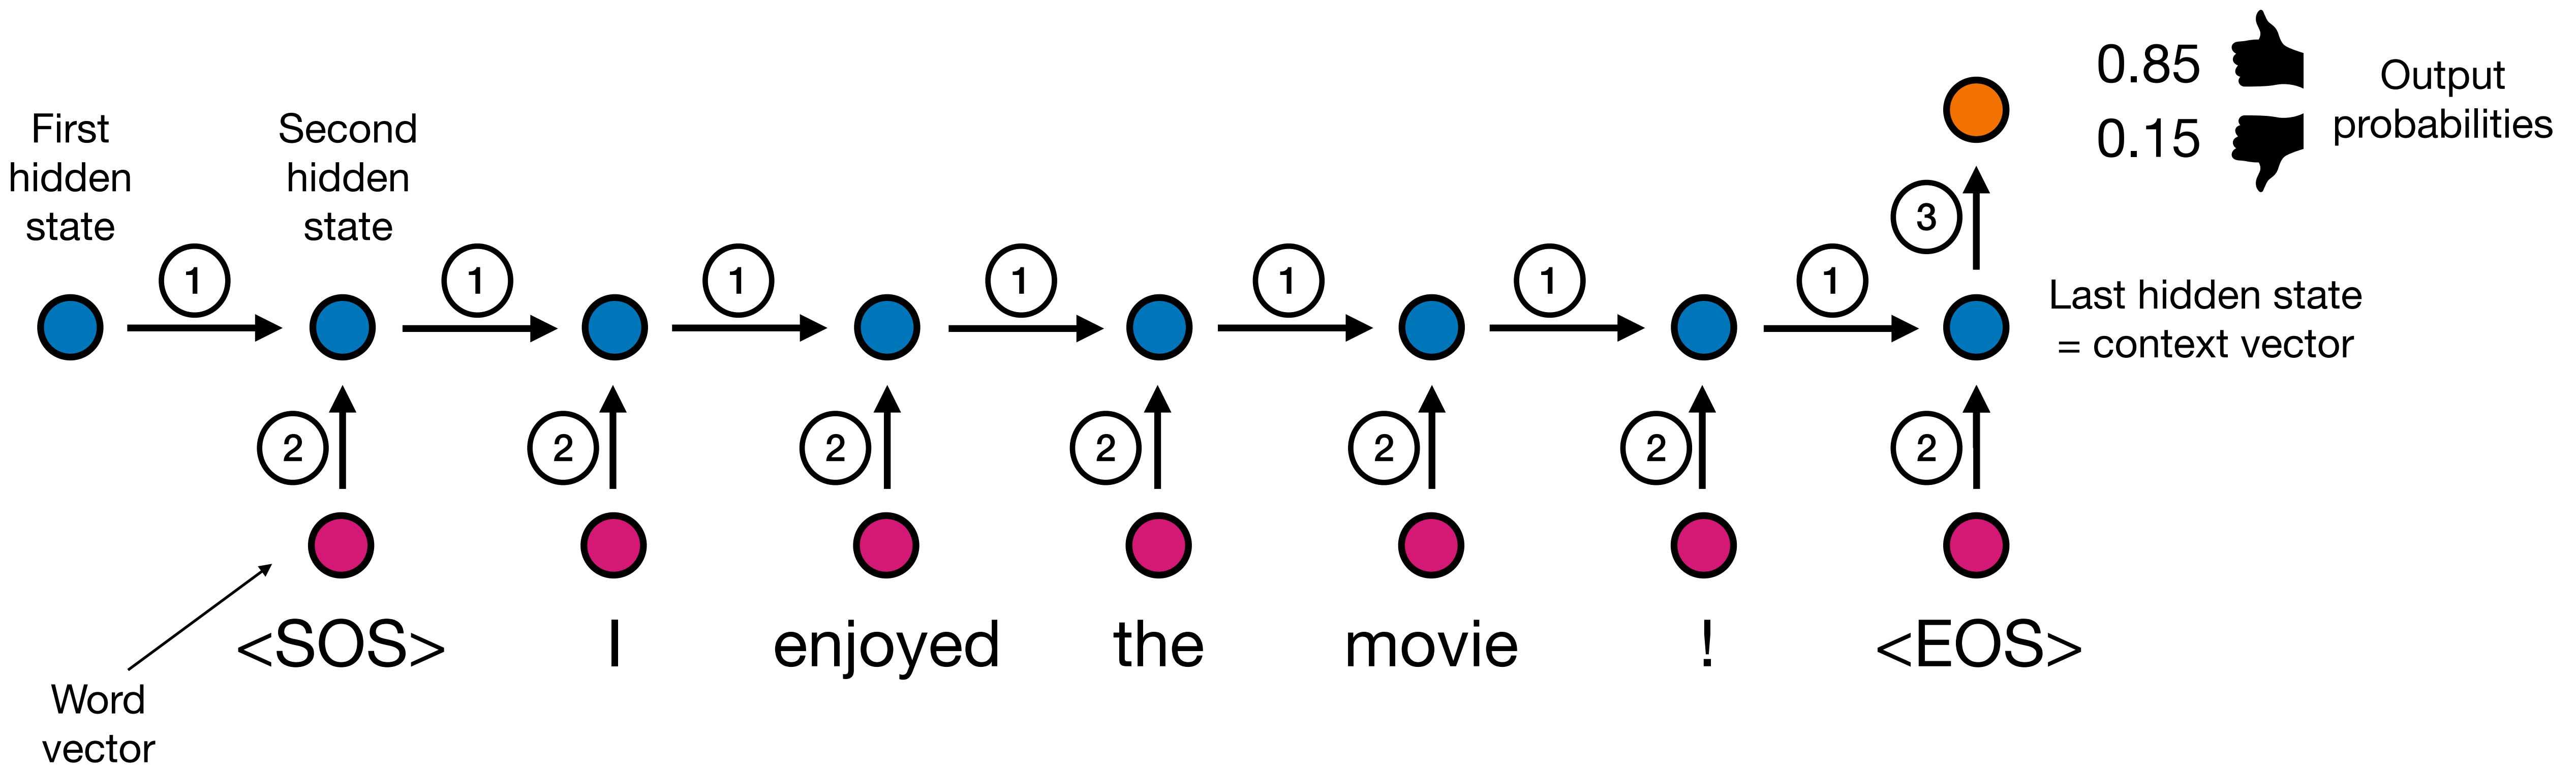 First
hidden
state
Second
hidden
state
0.85
0.15
Output
probabilities
1
1
1
1
1
1
1
3
Last hidden state
= context vector
2
2
2
2
2
2
2
<SOS>
I
enjoyed
the
movie
!
<EOS>
Word
vector